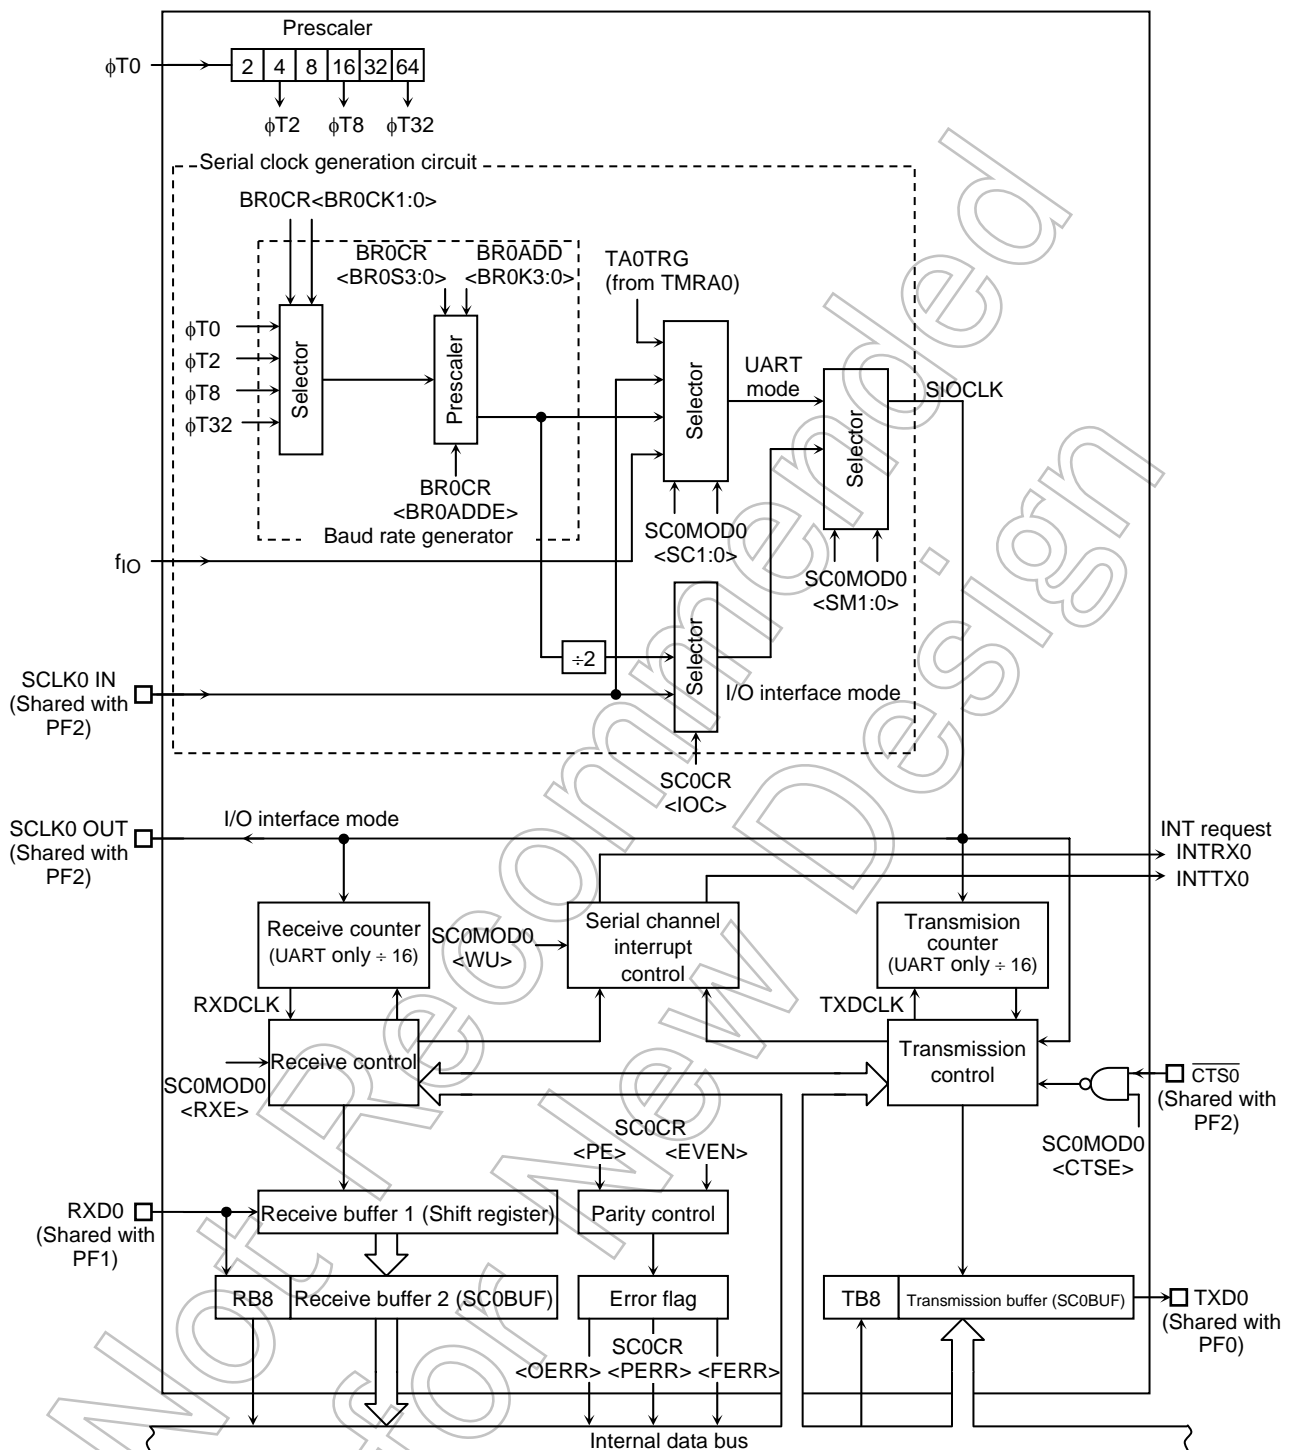 Prescaler
ϕT0
2 4 8 16 32 64
ϕT2 ϕT8 ϕT32
Serial clock generation circuit
BR0CR<BR0CK1:0>
BR0CR
<BR0S3:0>
BR0ADD
<BR0K3:0>
TA0TRG
(from TMRA0)
ϕT0
ϕT2
ϕT8
ϕT32
Selector
Prescaler
Selector
UART
mode
Selector
SIOCLK
BR0CR
<BR0ADDE>
Baud rate generator
SC0MOD0
<SC1:0>
SC0MOD0
<SM1:0>
fIO
÷2
Selector
SCLK0 IN
(Shared with
PF2)
I/O interface mode
SC0CR
<IOC>
SCLK0 OUT
(Shared with
PF2)
I/O interface mode
INT request
INTRX0
INTTX0
Receive counter
(UART only ÷ 16)
SC0MOD0
<WU>
Serial channel
interrupt
control
Transmision
counter
(UART only ÷ 16)
RXDCLK
TXDCLK
Receive control
SC0MOD0
<RXE>
Transmission
control
CTS0
(Shared with
PF2)
SC0MOD0
<CTSE>
SC0CR
<PE> <EVEN>
RXD0
(Shared with
PF1)
Receive buffer 1 (Shift register)
Parity control
RB8 Receive buffer 2 (SC0BUF)
Error flag
TB8 Transmission buffer (SC0BUF)
TXD0
(Shared with
PF0)
SC0CR
<OERR> <PERR> <FERR>
Internal data bus
Not Recommended
for New Design